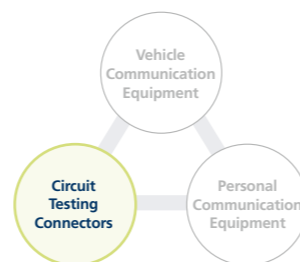 Vehicle
Communication
Equipment
Circuit
Testing
Connectors
Personal
Communication
Equipment